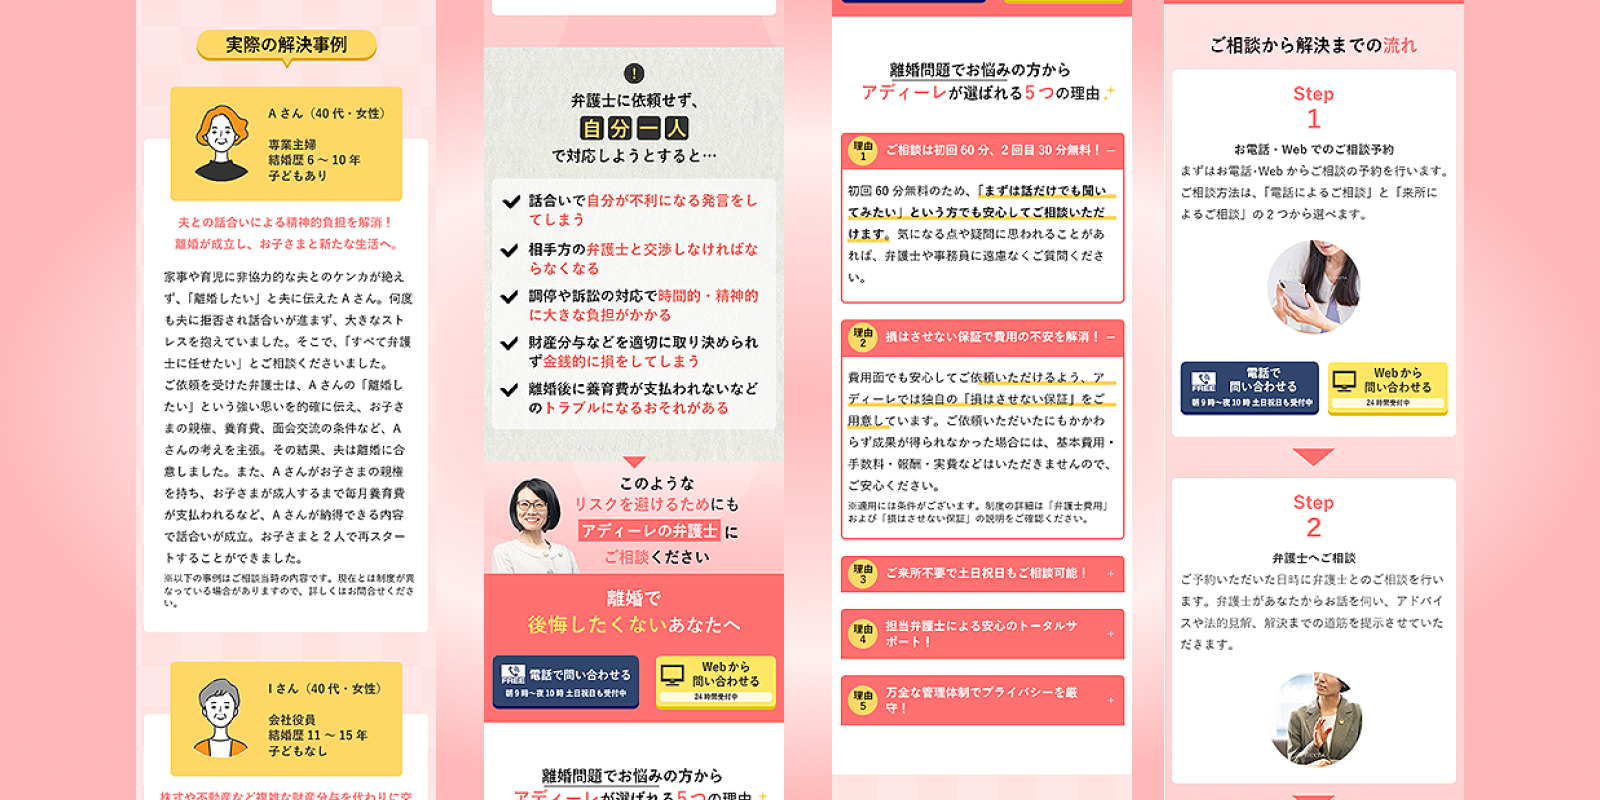 実際の解決事例
Aさん（40代・女性）
専業主婦
結婚歴6～10年
子どもあり
夫との話合いによる精神的負担を解消！
離婚が成立し、お子さまと新たな生活へ。
家事や育児に非協力的な夫とのケンカが絶え
ず、「離婚したい」と夫に伝えたAさん。何度
も夫に拒否され話合いが進まず、大きなスト
レスを抱えていました。そこで、「すべて弁護
士に任せたい」とご相談くださいました。
ご依頼を受けた弁護士は、Aさんの「離婚し
たい」という強い思いを的確に伝え、お子さ
まの親権、養育費、面会交流の条件など、A
さんの考えを主張。その結果、夫は離婚に合
意しました。また、Aさんがお子さまの親権
を持ち、お子さまが成人するまで毎月養育費
が支払われるなど、Aさんが納得できる内容
で話合いが成立。お子さまと2人で再スター
トすることができました。
※以下の事例はご相談当時の内容です。現在とは制度が異
なっている場合がありますので、詳しくはお問合せくださ
い。
Iさん（40代・女性）
会社役員
結婚歴11～15年
子どもなし
株式や不動産など複雑な財産分与を代わりに交
!
弁護士に依頼せず、
自分一人
で対応しようとすると…
話合いで自分が不利になる発言をし
てしまう
相手方の弁護士と交渉しなければな
らなくなる
調停や訴訟の対応で時間的・精神的
に大きな負担がかかる
財産分与などを適切に取り決められ
ず金銭的に損をしてしまう
離婚後に養育費が支払われないなど
のトラブルになるおそれがある
このような
リスクを避けるためにも
アディーレの弁護士に
ご相談ください
離婚で
後悔したくないあなたへ
FREE
電話で問い合わせる
朝9時～夜10時 土日祝日も受付中
Webから
問い合わせる
24時間受付中
離婚問題でお悩みの方から
アディーレが選ばれる5つの理由
離婚問題でお悩みの方から
アディーレが選ばれる5つの理由
理由
1
ご相談は初回60分、2回目30分無料！
初回60分無料のため、「まずは話だけでも聞い
てみたい」という方でも安心してご相談いただ
けます。気になる点や疑問に思われることがあ
れば、弁護士や事務員に遠慮なくご質問くださ
い。
理由
2
損はさせない保証で費用の不安を解消！
費用面でも安心してご依頼いただけるよう、ア
ディーレでは独自の「損はさせない保証」をご
用意しています。ご依頼いただいたにもかかわ
らず成果が得られなかった場合には、基本費用・
手数料・報酬・実費などはいただきませんので、
ご安心ください。
※適用には条件がございます。制度の詳細は「弁護士費用」
および「損はさせない保証」の説明をご確認ください。
理由
3
ご来所不要で土日祝日もご相談可能！
理由
4
担当弁護士による安心のトータルサ
ポート！
理由
5
万全な管理体制でプライバシーを厳
守！
ご相談から解決までの流れ
Step
1
お電話・Webでのご相談予約
まずはお電話・Webからご相談の予約を行います。
ご相談方法は、「電話によるご相談」と「来所に
よるご相談」の2つから選べます。
FREE
電話で
問い合わせる
朝9時～夜10時 土日祝日も受付中
Webから
問い合わせる
24時間受付中
Step
2
弁護士へご相談
ご予約いただいた日時に弁護士とのご相談を行い
ます。弁護士があなたからお話を伺い、アドバイ
スや法的見解、解決までの道筋を提示させていた
だきます。